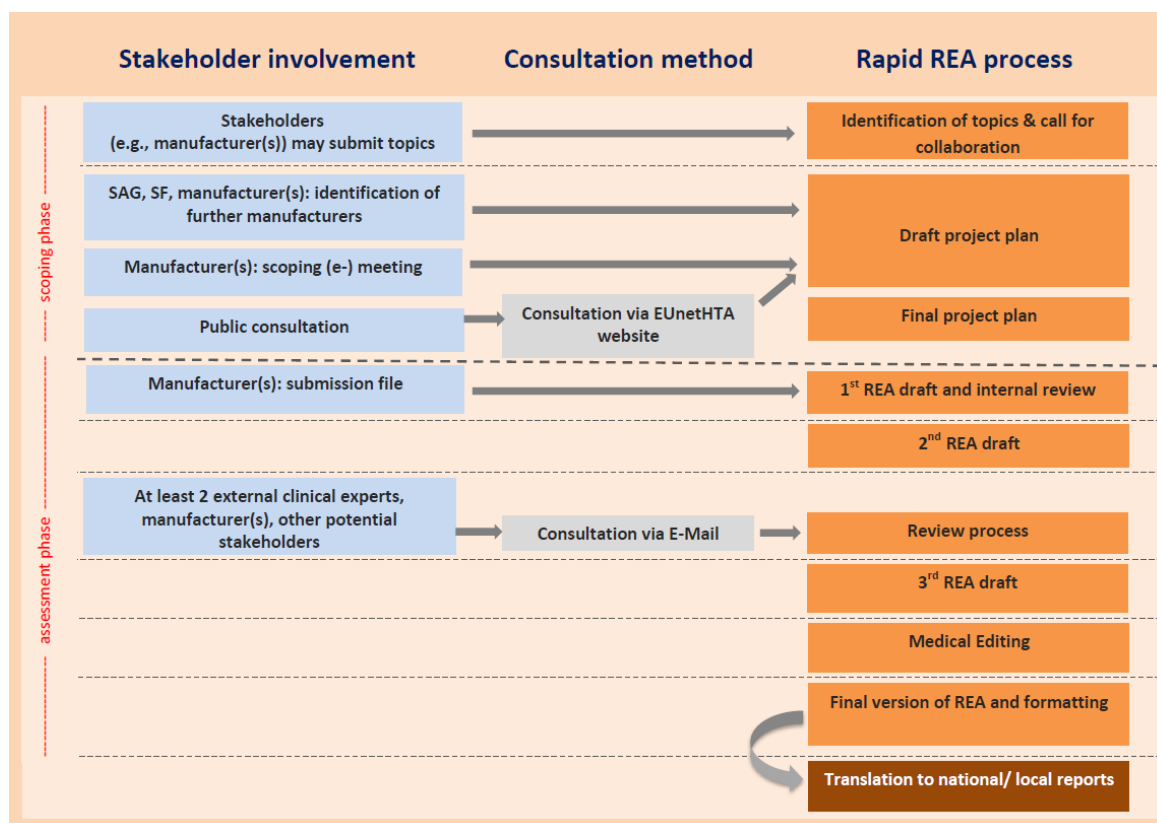 Stakeholder involvement
Consultation method
Rapid REA process
scoping phase
Stakeholders
(e.g., manufacturer(s)) may submit topics
Identification of topics & call for
collaboration
SAG, SF, manufacturer(s): identification of
further manufacturers
Draft project plan
Manufacturer(s): scoping (e-) meeting
Public consultation
Consultation via EUnetHTA
website
Final project plan
assessment phase
Manufacturer(s): submission file
1st REA draft and internal review
2nd REA draft
At least 2 external clinical experts,
manufacturer(s), other potential
stakeholders
Consultation via E-Mail
Review process
3rd REA draft
Medical Editing
Final version of REA and formatting
Translation to national/ local reports